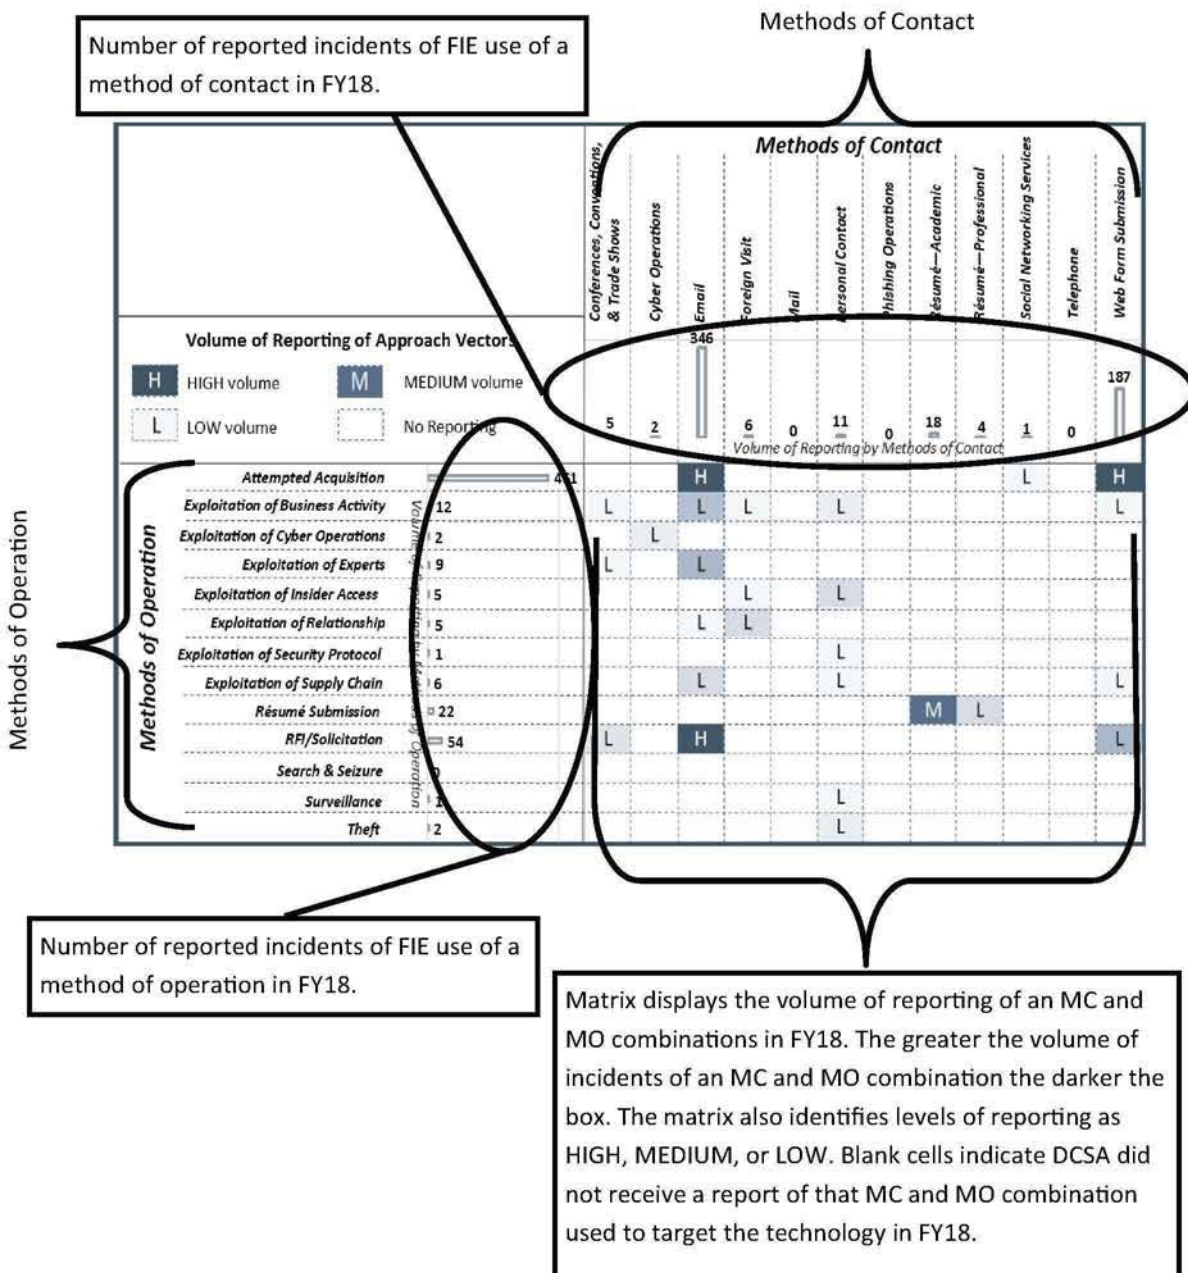 Methods of Contact
Number of reported incidents of FIE use of a
method of contact in FY18.
Methods of Contact
Conferences, Conventions,
& Trade Shows
Cyber Operations
Email
Foreign Visit
Mail
Personal Contact
Phishing Operations
Résumé—Academic
Résumé—Professional
Social Networking Services
Telephone
Web Form Submission
Volume of Reporting of Approach Vectors
H HIGH volume M MEDIUM volume
L LOW volume No Reporting
5 2 346 6 0 11 0 18 4 1 0 187
Volume of Reporting by Methods of Contact
Methods of Operation
Methods of Operation
Volume of Reporting by Methods of Operation
Attempted Acquisition H L H
Exploitation of Business Activity 12 L L L L L
Exploitation of Cyber Operations 2 L
Exploitation of Experts 9 L L
Exploitation of Insider Access 5 L L
Exploitation of Relationship 5 L L
Exploitation of Security Protocol 1 L
Exploitation of Supply Chain 6 L L L
Résumé Submission 22 M L
RFI/Solicitation 54 L H L
Search & Seizure 0
Surveillance 1 L
Theft 2 L
Number of reported incidents of FIE use of a
method of operation in FY18.
Matrix displays the volume of reporting of an MC and
MO combinations in FY18. The greater the volume of
incidents of an MC and MO combination the darker the
box. The matrix also identifies levels of reporting as
HIGH, MEDIUM, or LOW. Blank cells indicate DCSA did
not receive a report of that MC and MO combination
used to target the technology in FY18.